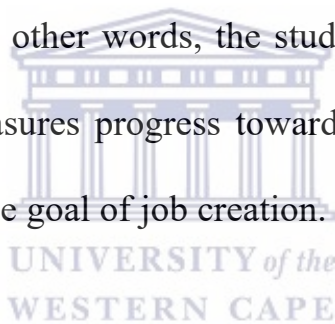 other words, the stud
asures progress toward
e goal of job creation.
UNIVERSITY of the
WESTERN CAPE